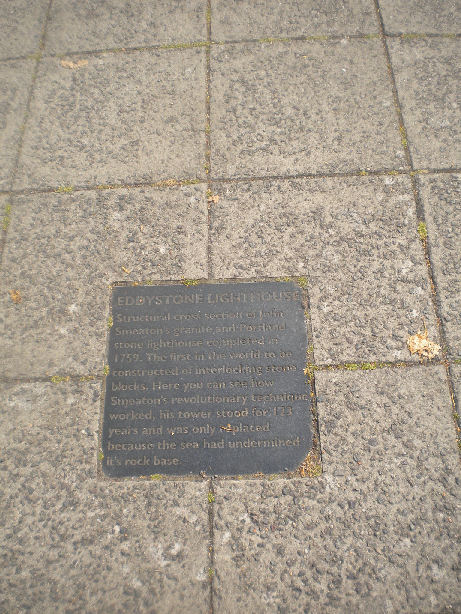 EDDYSTONE LIGHTHOUSE
Structural cross section of John
Smeaton's granite and Portland
stone lighthouse completed in
1759. The first in the world to be
constructed of interlocking stone
blocks. Here you can see how
Smeaton's revolutionary technique
worked, his tower stood for 123
years and was only replaced
because the sea had undermined
it's rock base.